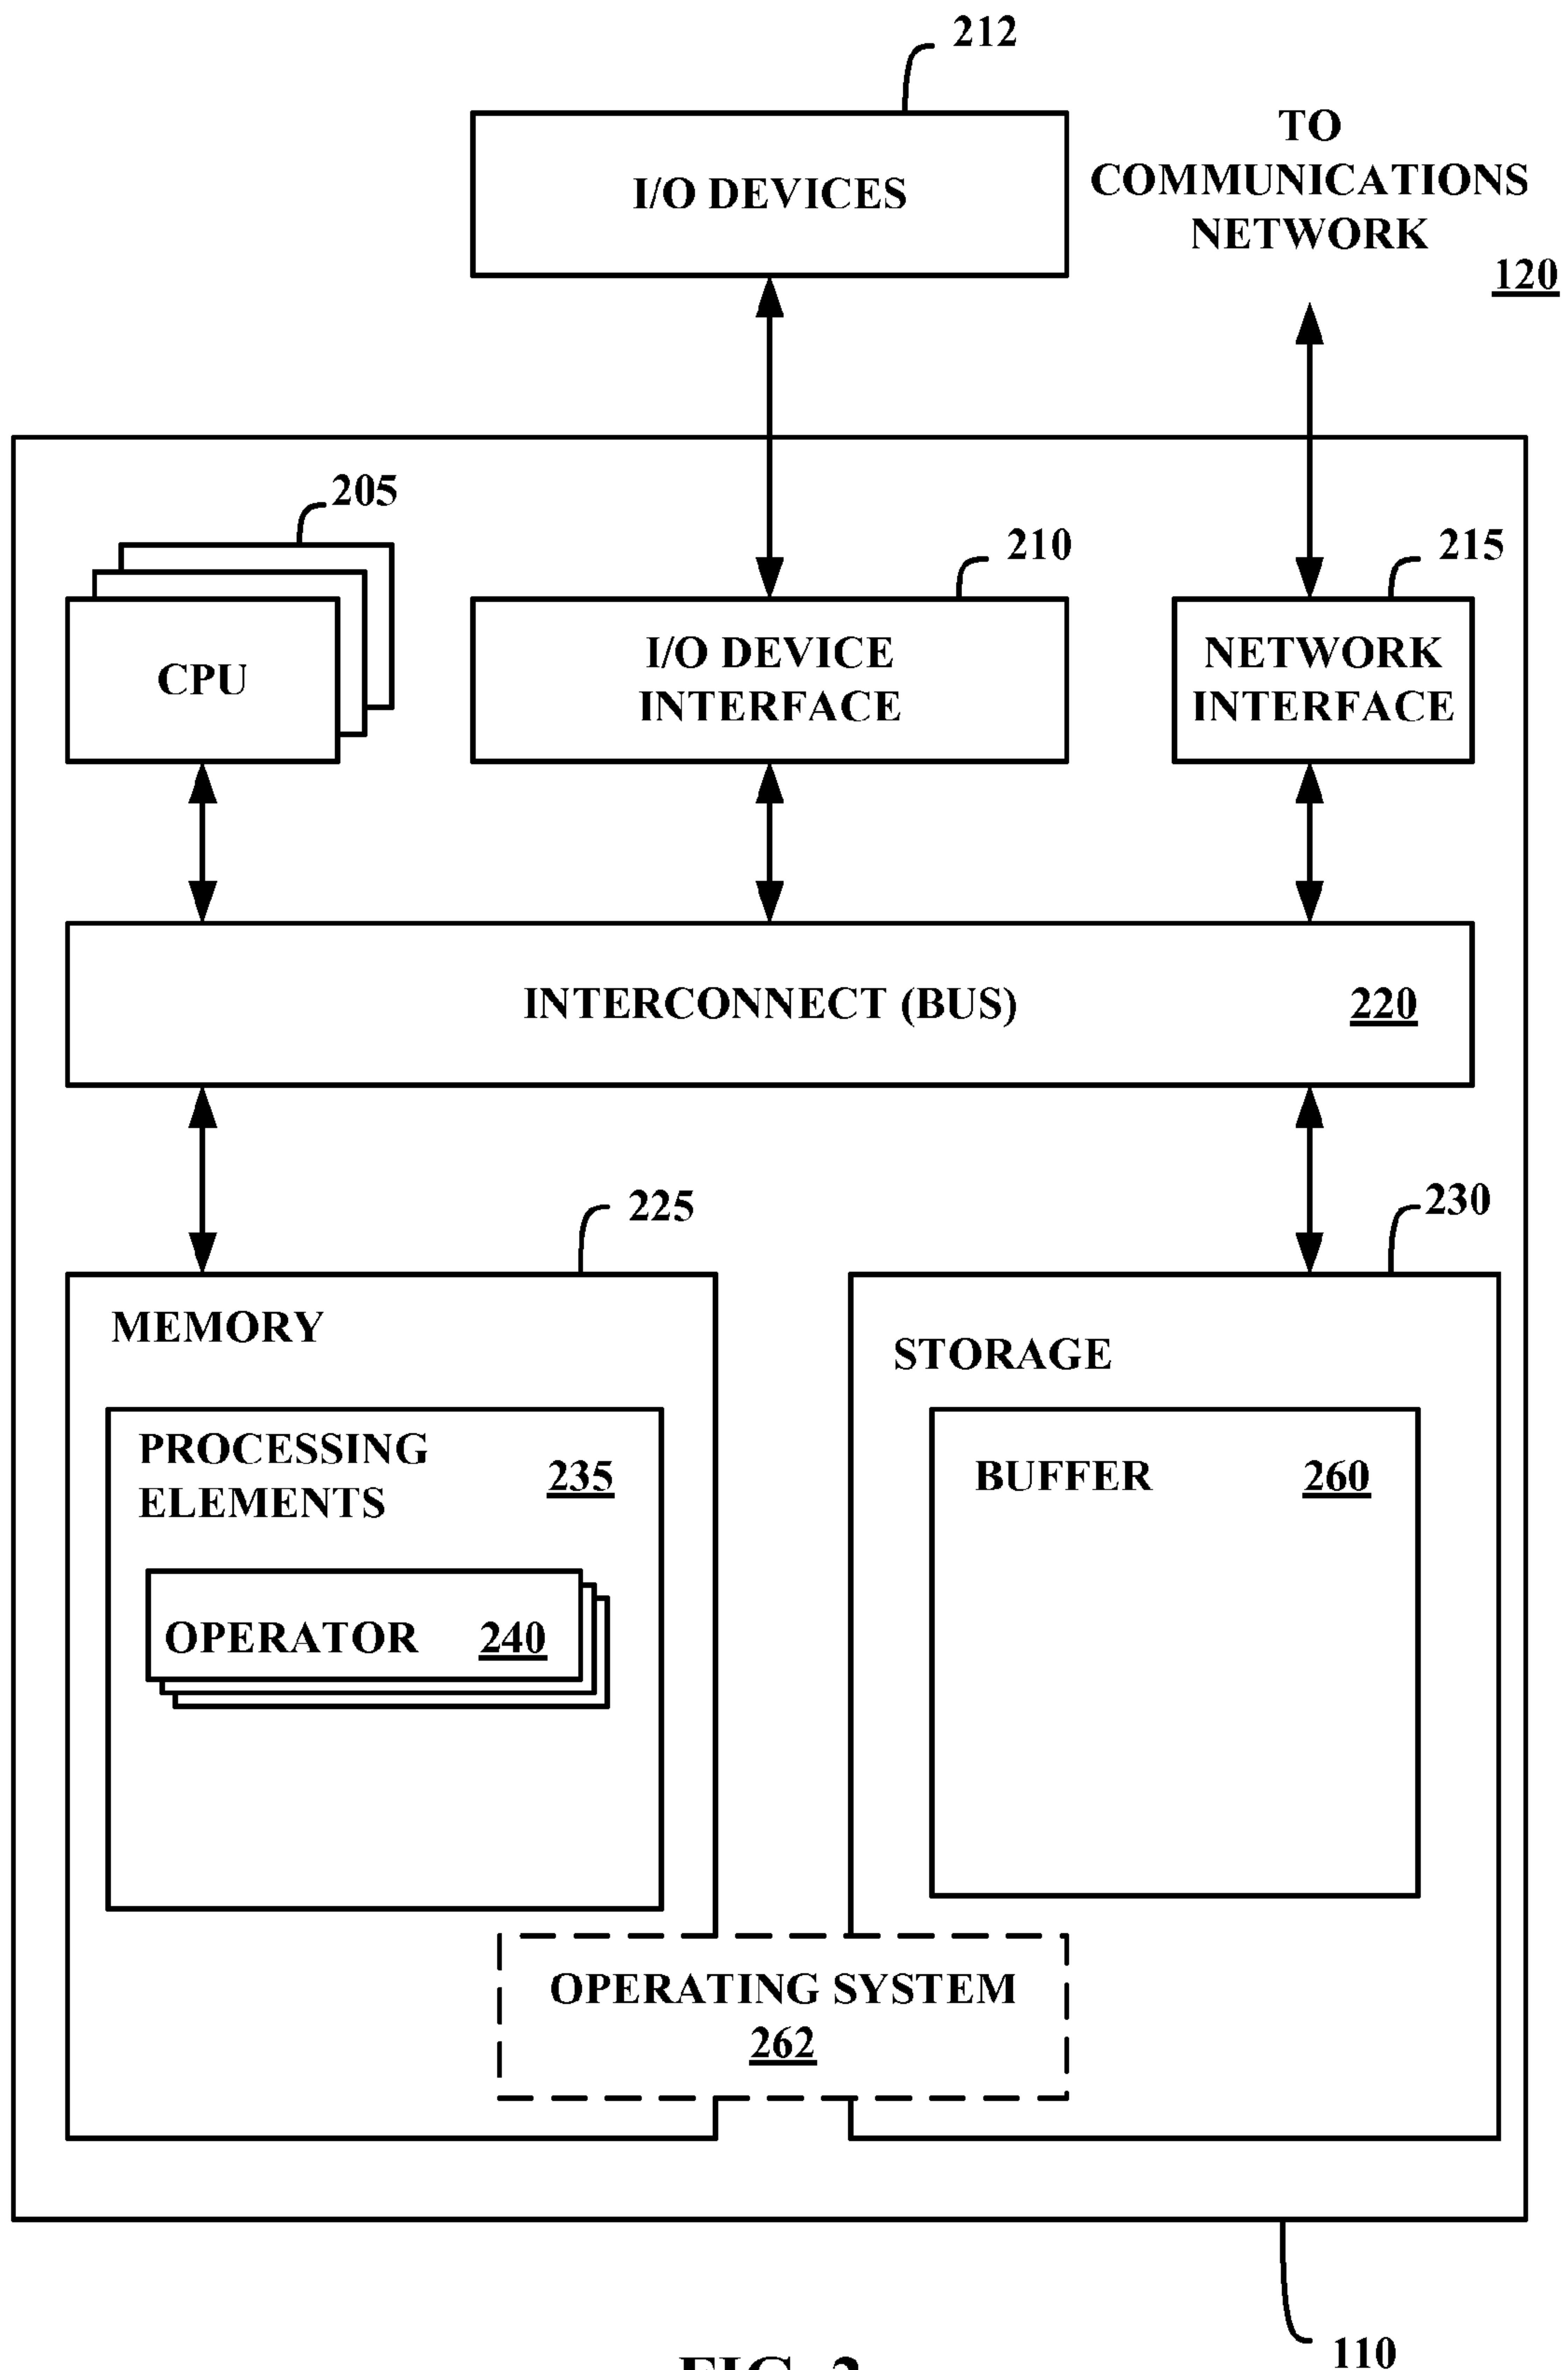 212
I/O DEVICES
TO
COMMUNICATIONS
NETWORK
120
205
210
215
CPU
I/O DEVICE
INTERFACE
NETWORK
INTERFACE
INTERCONNECT (BUS) 220
225
230
MEMORY
STORAGE
PROCESSING
ELEMENTS
235
BUFFER 260
OPERATOR 240
OPERATING SYSTEM
262
110